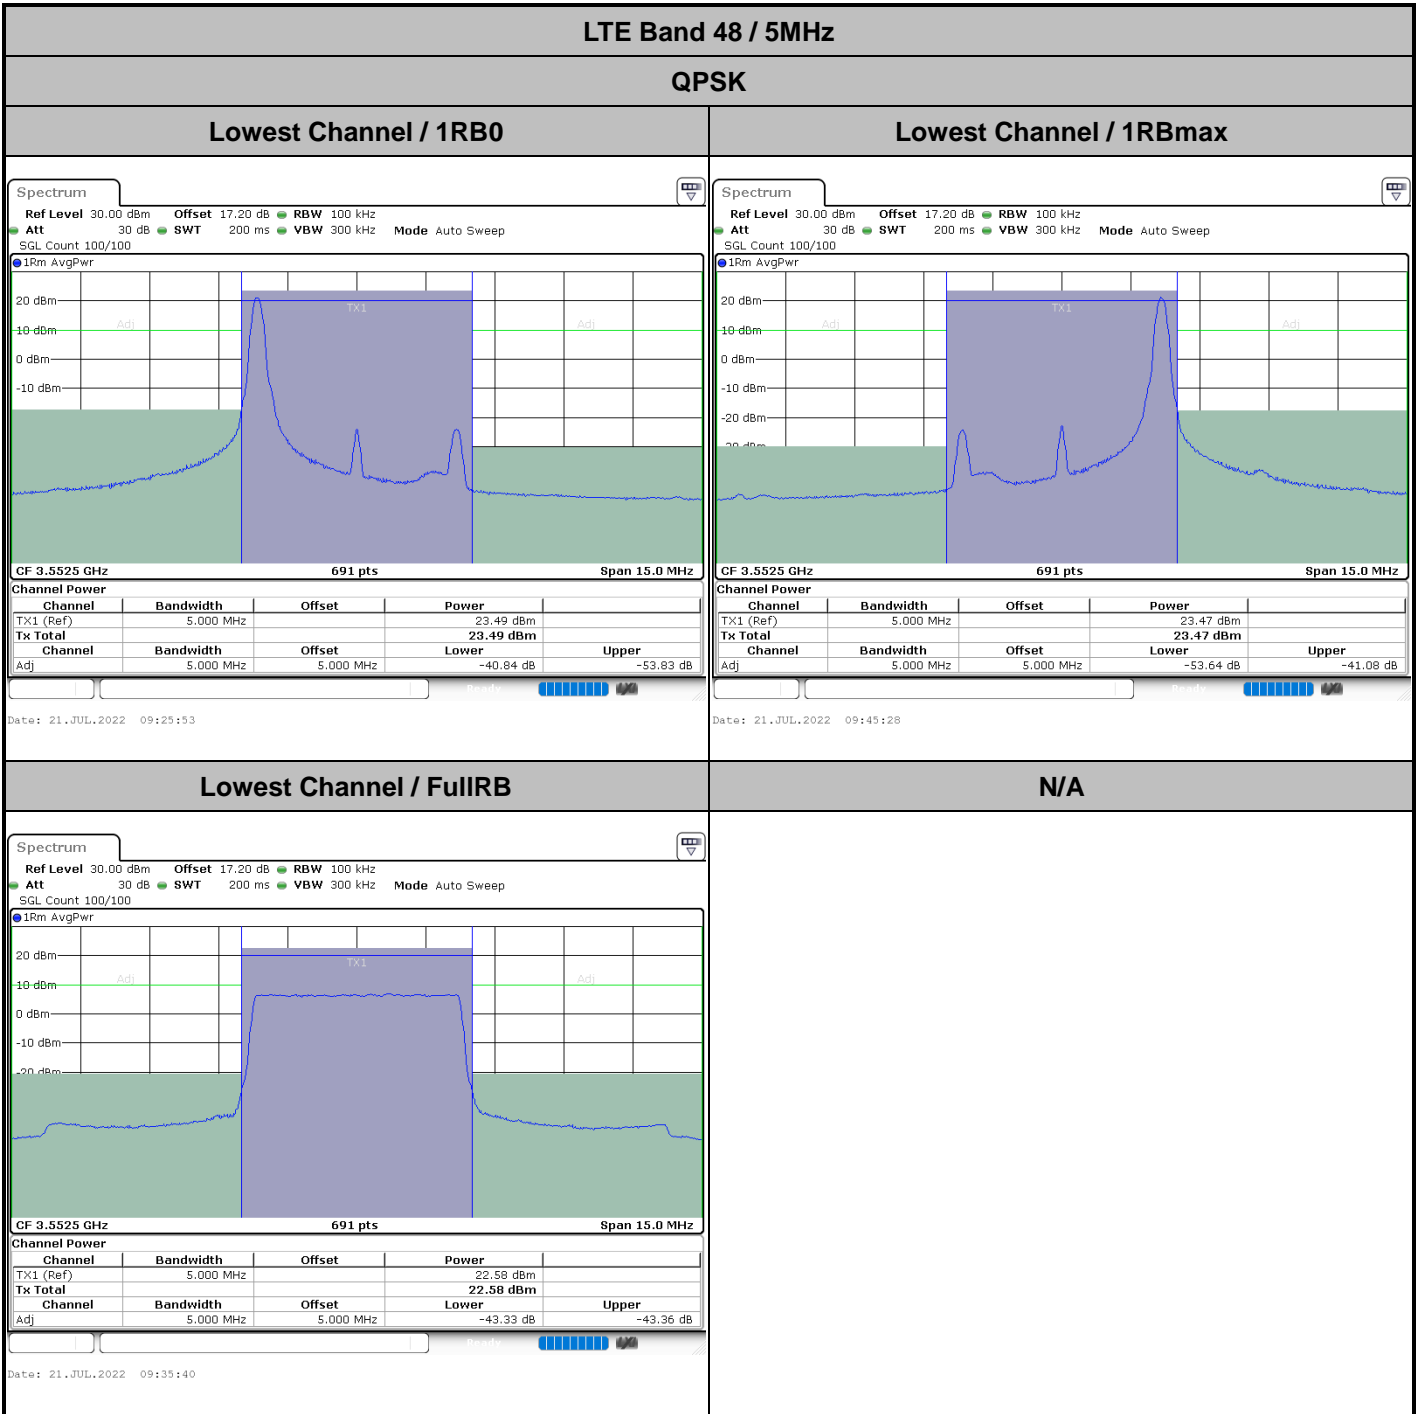 LTE Band 48 / 5MHz
QPSK
Lowest Channel / 1RB0
Spectrum
Ref Level 30.00 dBm Offset 17.20 dB RBW 100 kHz
Att 30 dB SWT 200 ms VBW 300 kHz Mode Auto Sweep
SGL Count 100/100
1Rm AvgPwr
20 dBm
TX1
10 dBm
Adj
Adj
0 dBm
-10 dBm
CF 3.5525 GHz 691 pts Span 15.0 MHz
Channel Power
Channel Bandwidth Offset Power
TX1 (Ref) 5.000 MHz 23.49 dBm
Tx Total 23.49 dBm
Channel Bandwidth Offset Lower Upper
Adj 5.000 MHz 5.000 MHz -40.84 dB -53.83 dB
Ready
Date: 21.JUL.2022 09:25:53
Lowest Channel / 1RBmax
Spectrum
Ref Level 30.00 dBm Offset 17.20 dB RBW 100 kHz
Att 30 dB SWT 200 ms VBW 300 kHz Mode Auto Sweep
SGL Count 100/100
1Rm AvgPwr
20 dBm
TX1
10 dBm
Adj
Adj
0 dBm
-10 dBm
-20 dBm
-30 dBm
CF 3.5525 GHz 691 pts Span 15.0 MHz
Channel Power
Channel Bandwidth Offset Power
TX1 (Ref) 5.000 MHz 23.47 dBm
Tx Total 23.47 dBm
Channel Bandwidth Offset Lower Upper
Adj 5.000 MHz 5.000 MHz -53.64 dB -41.08 dB
Ready
Date: 21.JUL.2022 09:45:28
Lowest Channel / FullRB
Spectrum
Ref Level 30.00 dBm Offset 17.20 dB RBW 100 kHz
Att 30 dB SWT 200 ms VBW 300 kHz Mode Auto Sweep
SGL Count 100/100
1Rm AvgPwr
20 dBm
TX1
10 dBm
Adj
Adj
0 dBm
-10 dBm
-20 dBm
CF 3.5525 GHz 691 pts Span 15.0 MHz
Channel Power
Channel Bandwidth Offset Power
TX1 (Ref) 5.000 MHz 22.58 dBm
Tx Total 22.58 dBm
Channel Bandwidth Offset Lower Upper
Adj 5.000 MHz 5.000 MHz -43.33 dB -43.36 dB
Ready
Date: 21.JUL.2022 09:35:40
N/A